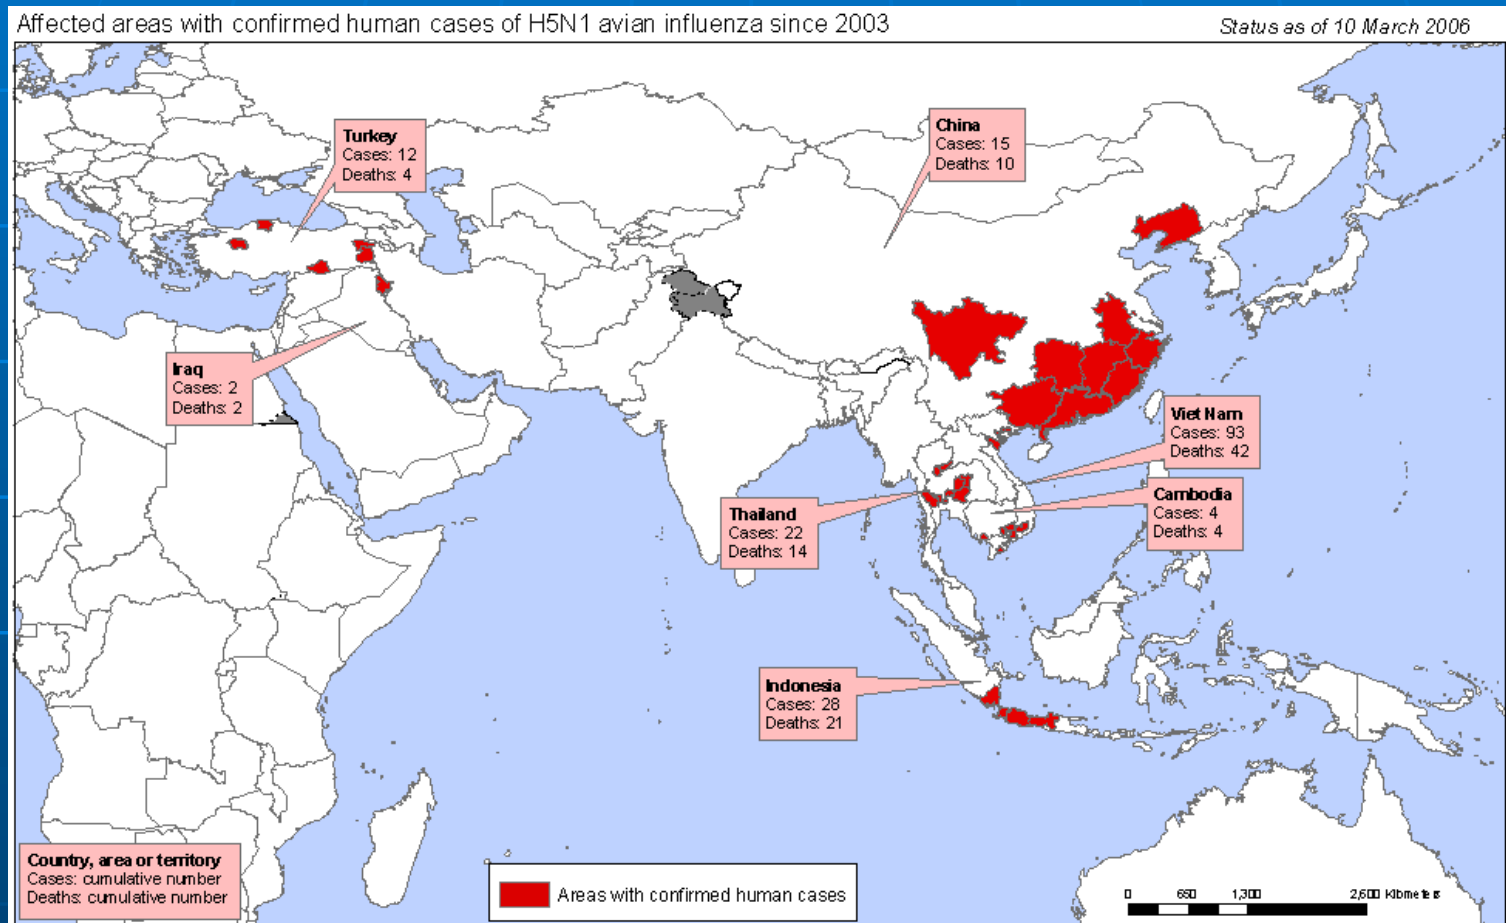 Affected areas with confirmed human cases of H5N1 avian influenza since 2003
Status as of 10 March 2006
China
Cases: 15
Deaths: 10
Turkey
Cases: 12
Deaths: 4
Iraq
Cases: 2
Deaths: 2
Viet Nam
Cases: 93
Deaths: 42
Cambodia
Cases: 4
Deaths: 4
Thailand
Cases: 22
Deaths: 14
Indonesia
Cases: 28
Deaths: 21
Country, area or territory
Cases: cumulative number
Deaths: cumulative number
Areas with confirmed human cases
0 650 1,300 2,600 Kilometers